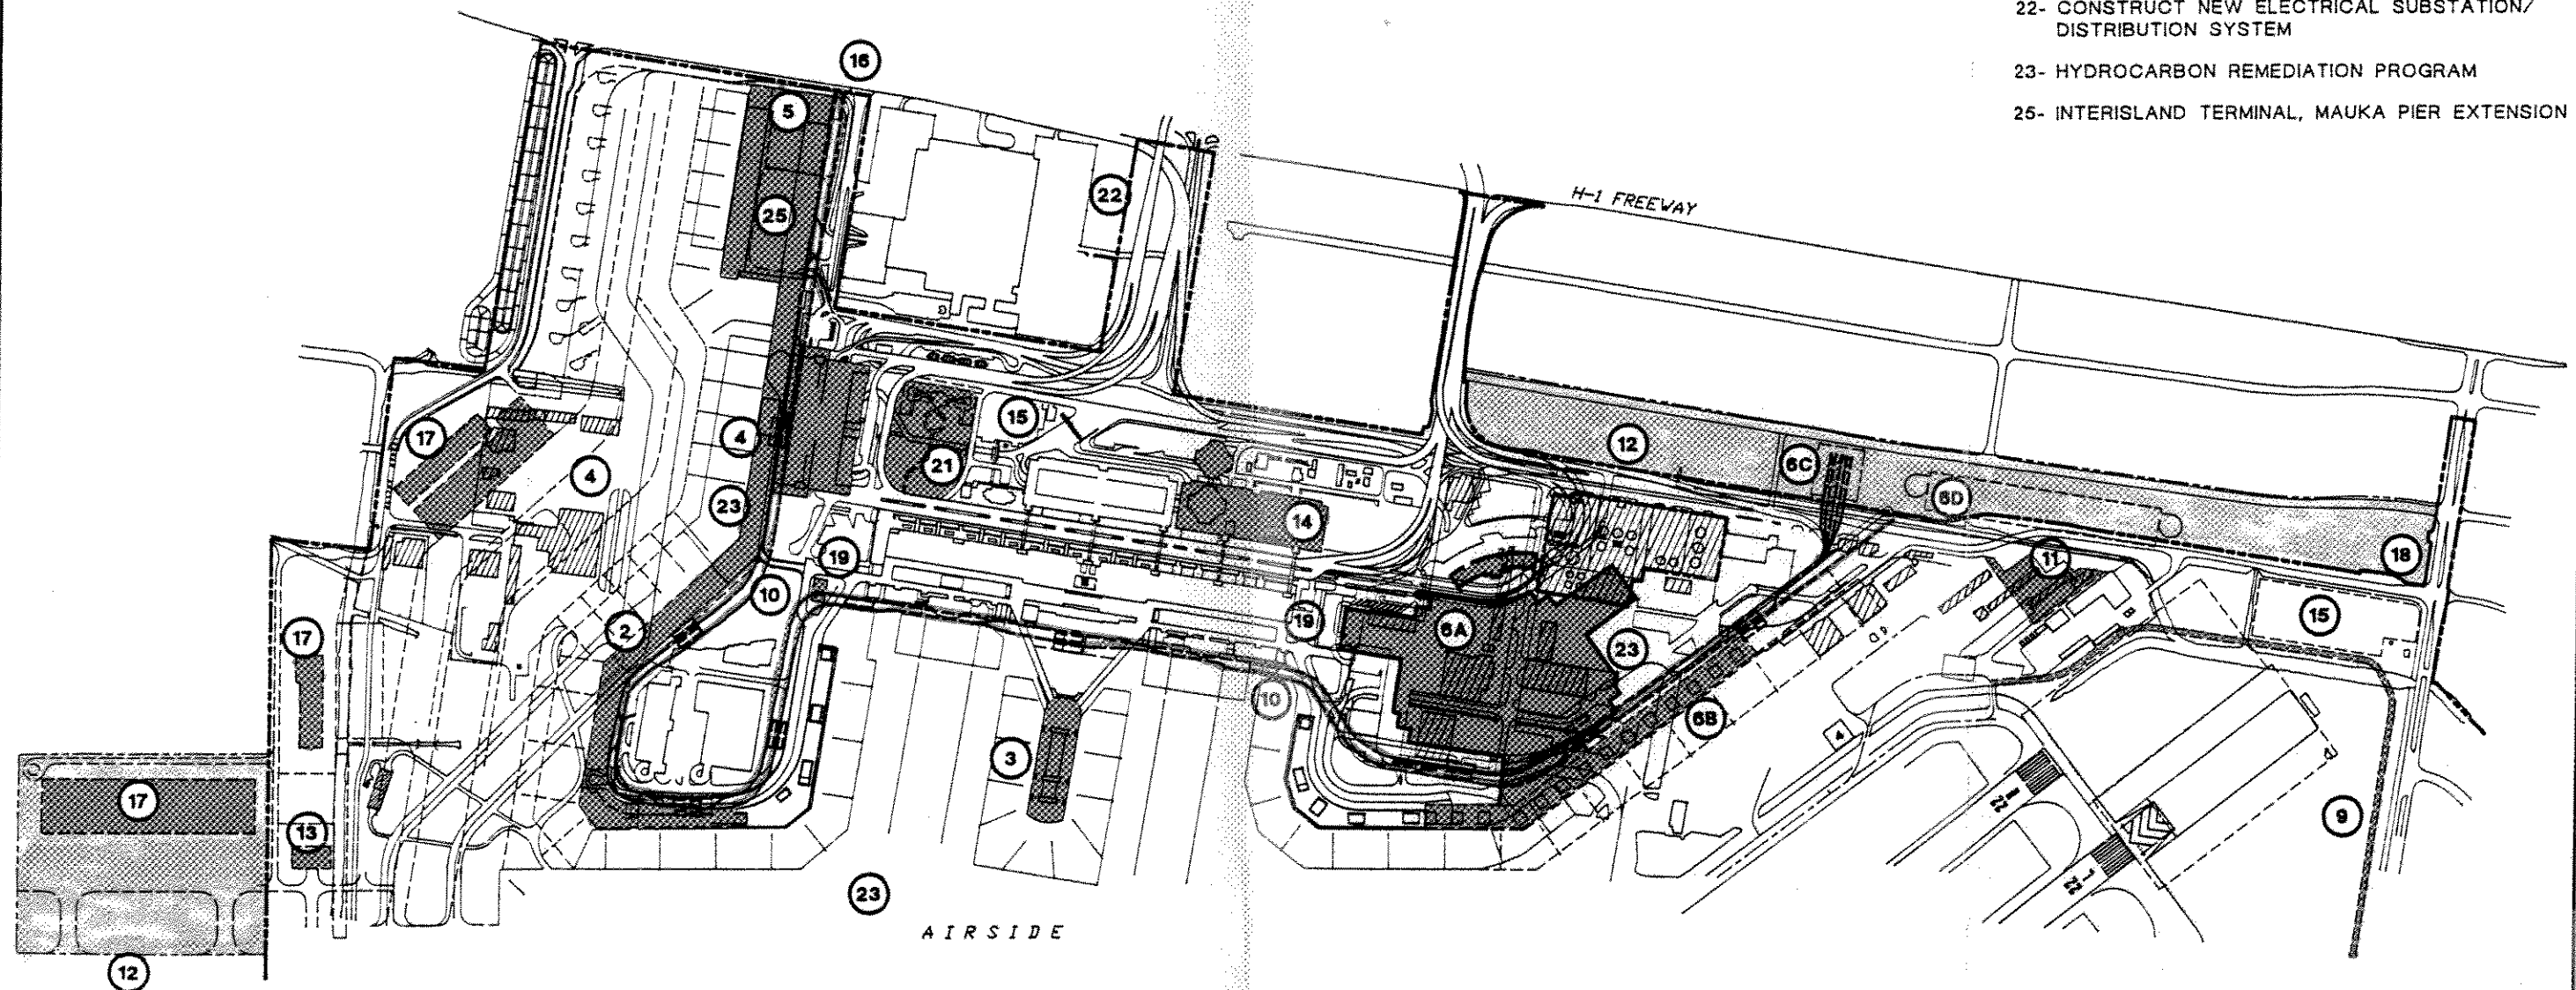 22- CONSTRUCT NEW ELECTRICAL SUBSTATION/
DISTRIBUTION SYSTEM
23- HYDROCARBON REMEDIATION PROGRAM
25- INTERISLAND TERMINAL, MAUKA PIER EXTENSION
16
5
22
25
H-1 FREEWAY
17
4
15
21
12
6C
6D
4
23
14
18
19
11
10
2
17
19
6A
15
23
10
6B
3
4
17
13
9
23
AIRSIDE
12